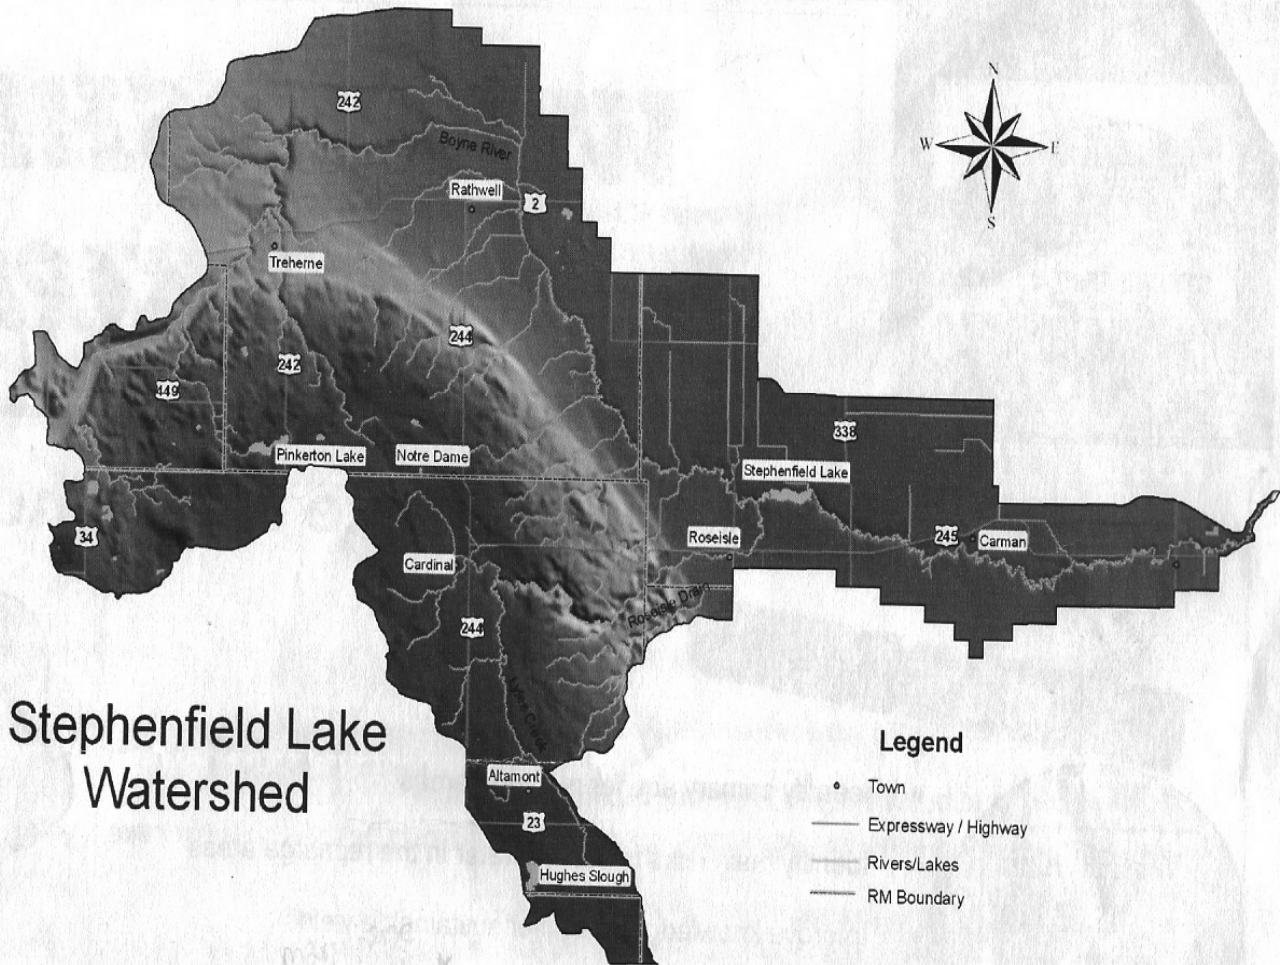 N
W E
S
242
Boyne River
Rathwell
2
Treherne
244
242
449
338
Pinkerton Lake
Notre Dame
Stephenfield Lake
34
Roseisle
245
Carman
Cardinal
Roseisle Drain
244
Stephenfield Lake
Watershed
Altamont
23
Hughes Slough
Legend
Town
Expressway / Highway
Rivers/Lakes
RM Boundary